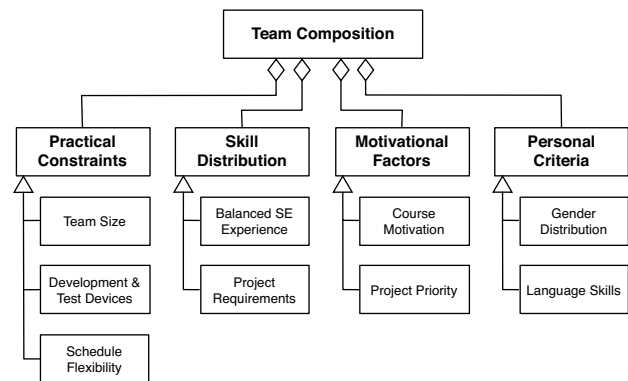 Team Composition
Practical
Constraints
Skill
Distribution
Motivational
Factors
Personal
Criteria
Team Size
Balanced SE
Experience
Course
Motivation
Gender
Distribution
Development &
Test Devices
Project
Requirements
Project Priority
Language Skills
Schedule
Flexibility